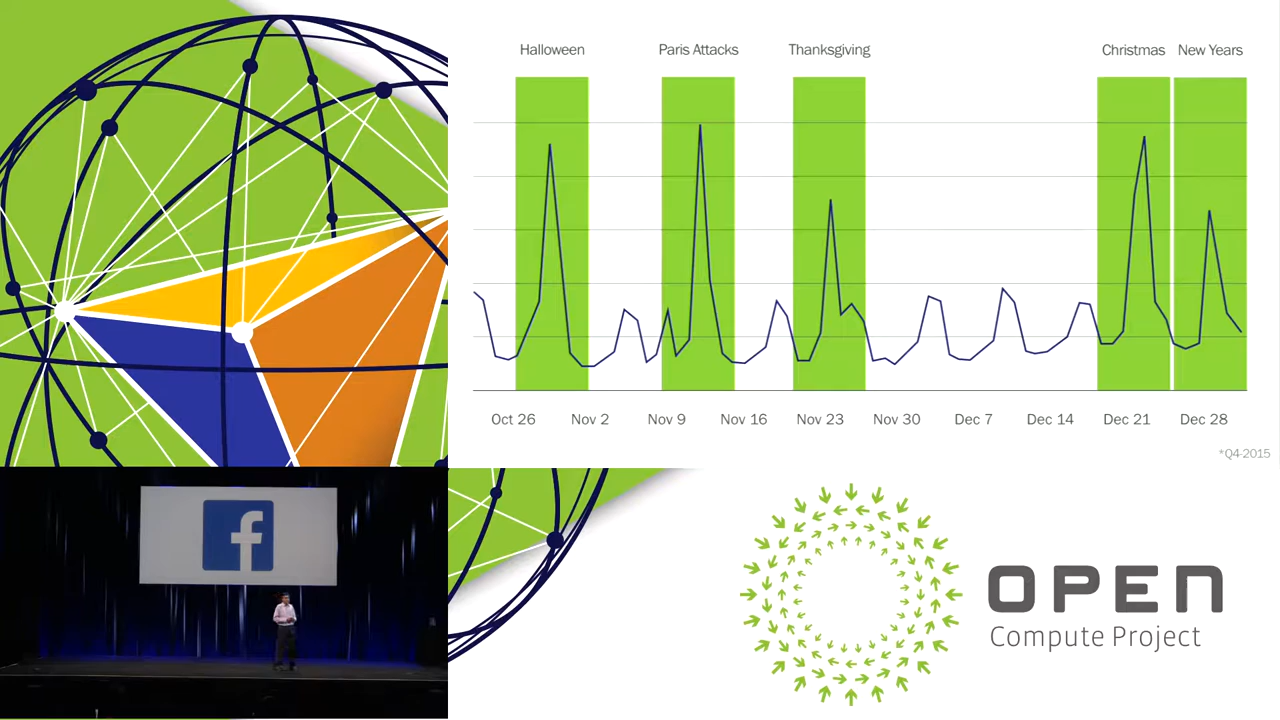 Halloween Paris Attacks Thanksgiving Christmas New Years
Oct 26 Nov 2 Nov 9 Nov 16 Nov 23 Nov 30 Dec 7 Dec 14 Dec 21 Dec 28
*Q4-2015
f
OPEN
Compute Project